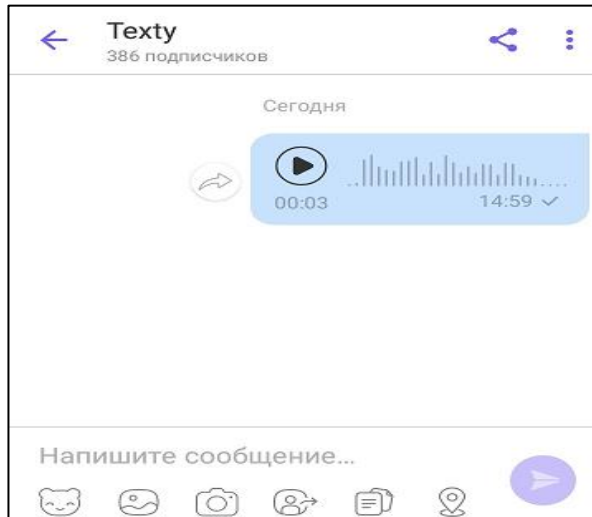 Texty
386 подписчиков
Сегодня
00:03
14:59
Напишите сообщение...